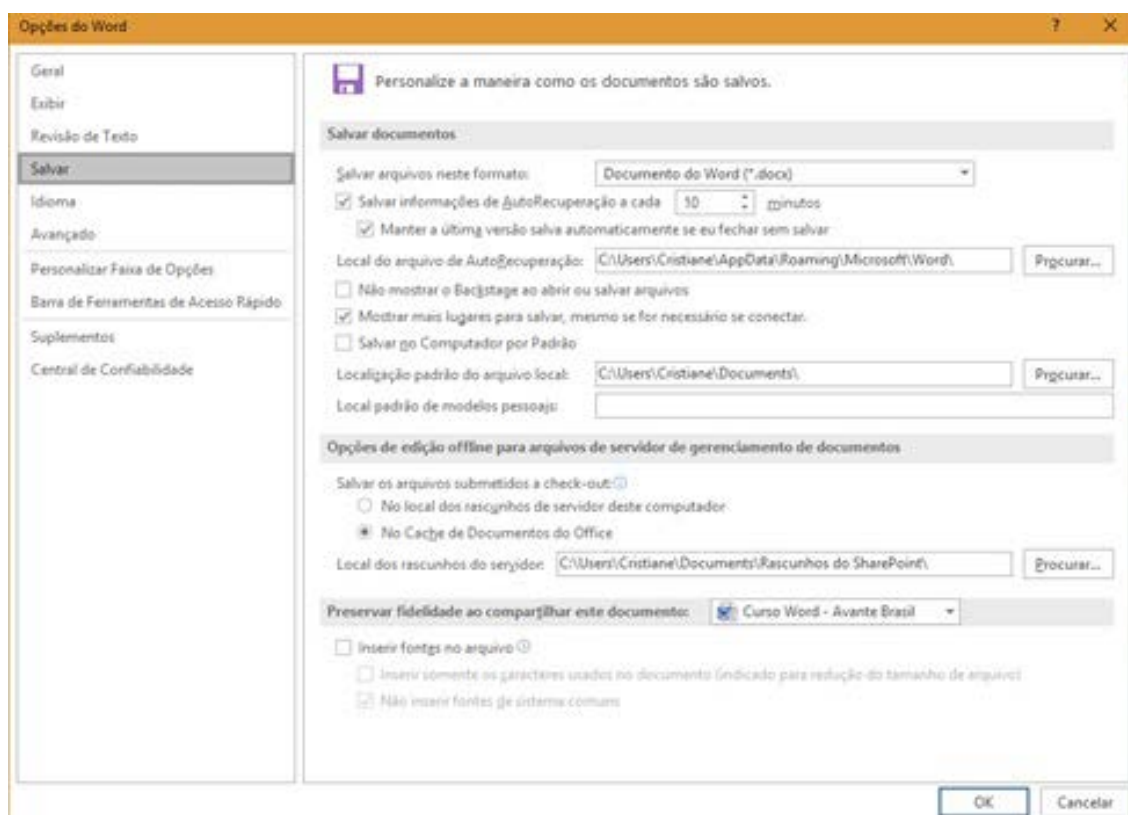 Opções do Word
?
Geral
Exibir
Revisão de Texto
Salvar
Idioma
Avançado
Personalizar Faixa de Opções
Barra de Ferramentas de Acesso Rápido
Suplementos
Central de Confiabilidade
Personalize a maneira como os documentos são salvos.
Salvar documentos
Salvar arquivos neste formato: Documento do Word (*.docx)
Salvar informações de AutoRecuperação a cada 10 minutos
Manter a última versão salva automaticamente se eu fechar sem salvar
Local do arquivo de AutoRecuperação: C:\Users\Cristiane\AppData\Roaming\Microsoft\Word\ Procurar...
Não mostrar o Backstage ao abrir ou salvar arquivos
Mostrar mais lugares para salvar, mesmo se for necessário se conectar.
Salvar no Computador por Padrão
Localização padrão do arquivo local: C:\Users\Cristiane\Documents\ Procurar...
Local padrão de modelos pessoais:
Opções de edição offline para arquivos de servidor de gerenciamento de documentos
Salvar os arquivos submetidos a check-out:
No local dos rascunhos de servidor deste computador
No Cache de Documentos do Office
Local dos rascunhos do servidor: C:\Users\Cristiane\Documents\Rascunhos do SharePoint\ Procurar...
Preservar fidelidade ao compartilhar este documento: Curso Word - Avante Brasil
Inserir fontes no arquivo
Inserir somente os caracteres usados no documento (indicado para redução do tamanho de arquivo)
Não inserir fontes de sistema comuns
OK Cancelar